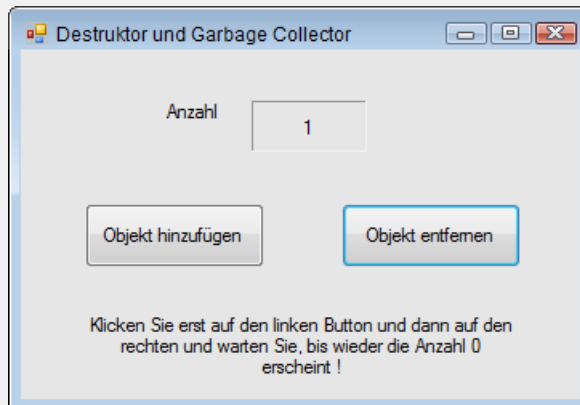 Destruktor und Garbage Collector
Anzahl
1
Objekt hinzufügen
Objekt entfernen
Klicken Sie erst auf den linken Button und dann auf den
rechten und warten Sie, bis wieder die Anzahl 0
erscheint !